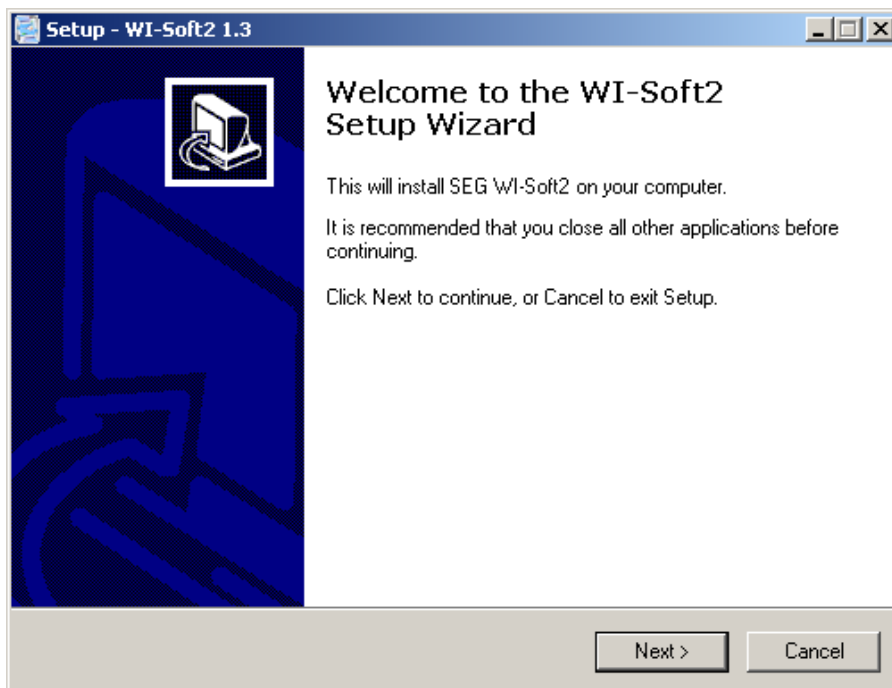 Setup - WI-Soft2 1.3
Welcome to the WI-Soft2
Setup Wizard
This will install SEG WI-Soft2 on your computer.
It is recommended that you close all other applications before
continuing.
Click Next to continue, or Cancel to exit Setup.
Next >
Cancel